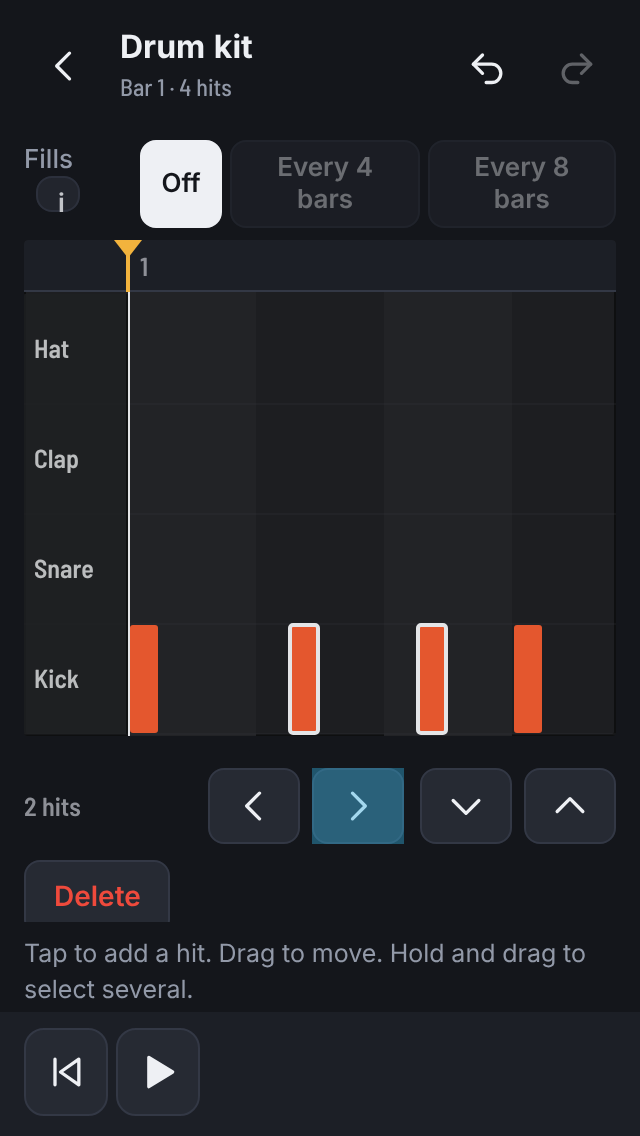 Drum kit
Bar 1 · 4 hits
Fills
i
Off
Every 4
bars
Every 8
bars
1
Hat
Clap
Snare
Kick
2 hits
Delete
Tap to add a hit. Drag to move. Hold and drag to
select several.